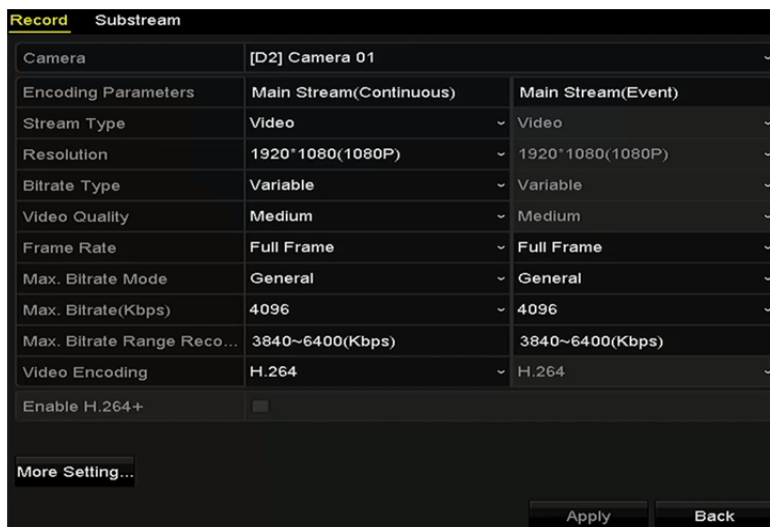 Record Substream
Camera [D2] Camera 01
Encoding Parameters Main Stream(Continuous) Main Stream(Event)
Stream Type Video Video
Resolution 1920*1080(1080P) 1920*1080(1080P)
Bitrate Type Variable Variable
Video Quality Medium Medium
Frame Rate Full Frame Full Frame
Max. Bitrate Mode General General
Max. Bitrate(Kbps) 4096 4096
Max. Bitrate Range Reco... 3840~6400(Kbps) 3840~6400(Kbps)
Video Encoding H.264 H.264
Enable H.264+
More Setting...
Apply Back